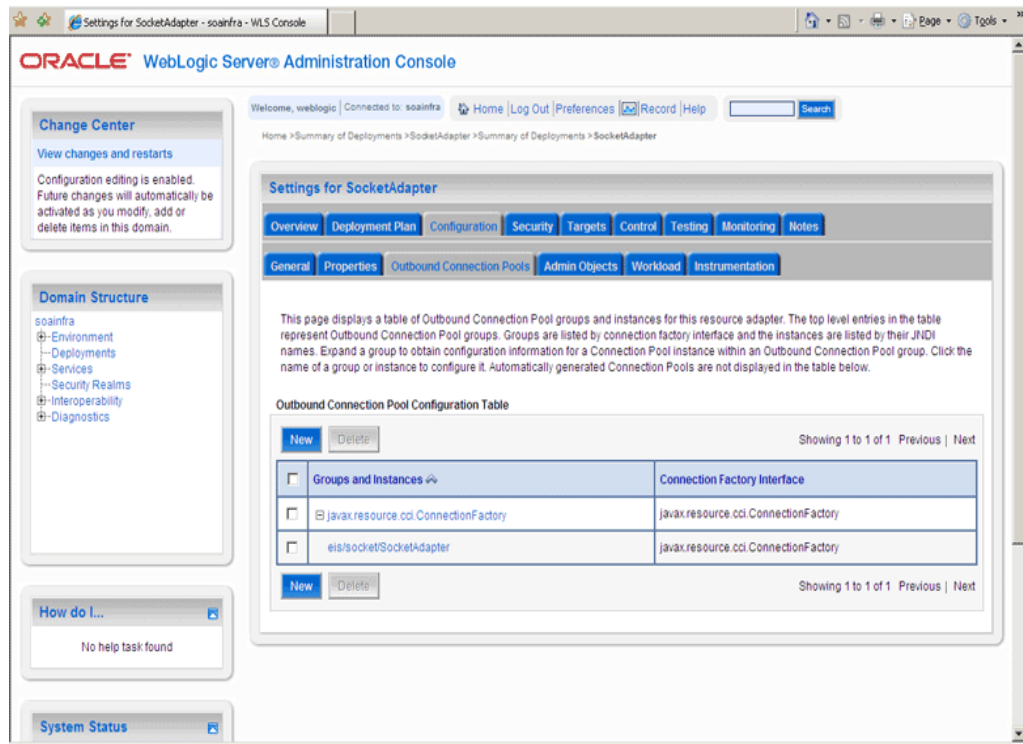 Settings for SocketAdapter - soainfra - WLS Console
Page
Tools
ORACLE® WebLogic Server® Administration Console
Change Center
View changes and restarts
Configuration editing is enabled.
Future changes will automatically be
activated as you modify, add or
delete items in this domain.
Domain Structure
soainfra
Environment
Deployments
Services
Security Realms
Interoperability
Diagnostics
How do I...
No help task found
System Status
Welcome, weblogic Connected to: soainfra Home Log Out Preferences Record Help Search
Home >Summary of Deployments >SocketAdapter >Summary of Deployments >SocketAdapter
Settings for SocketAdapter
Overview Deployment Plan Configuration Security Targets Control Testing Monitoring Notes
General Properties Outbound Connection Pools Admin Objects Workload Instrumentation
This page displays a table of Outbound Connection Pool groups and instances for this resource adapter. The top level entries in the table
represent Outbound Connection Pool groups. Groups are listed by connection factory interface and the instances are listed by their JNDI
names. Expand a group to obtain configuration information for a Connection Pool instance within an Outbound Connection Pool group. Click the
name of a group or instance to configure it. Automatically generated Connection Pools are not displayed in the table below.
Outbound Connection Pool Configuration Table
New Delete Showing 1 to 1 of 1 Previous | Next
Groups and Instances Connection Factory Interface
javax.resource.cci.ConnectionFactory javax.resource.cci.ConnectionFactory
eis/socket/SocketAdapter javax.resource.cci.ConnectionFactory
New Delete Showing 1 to 1 of 1 Previous | Next